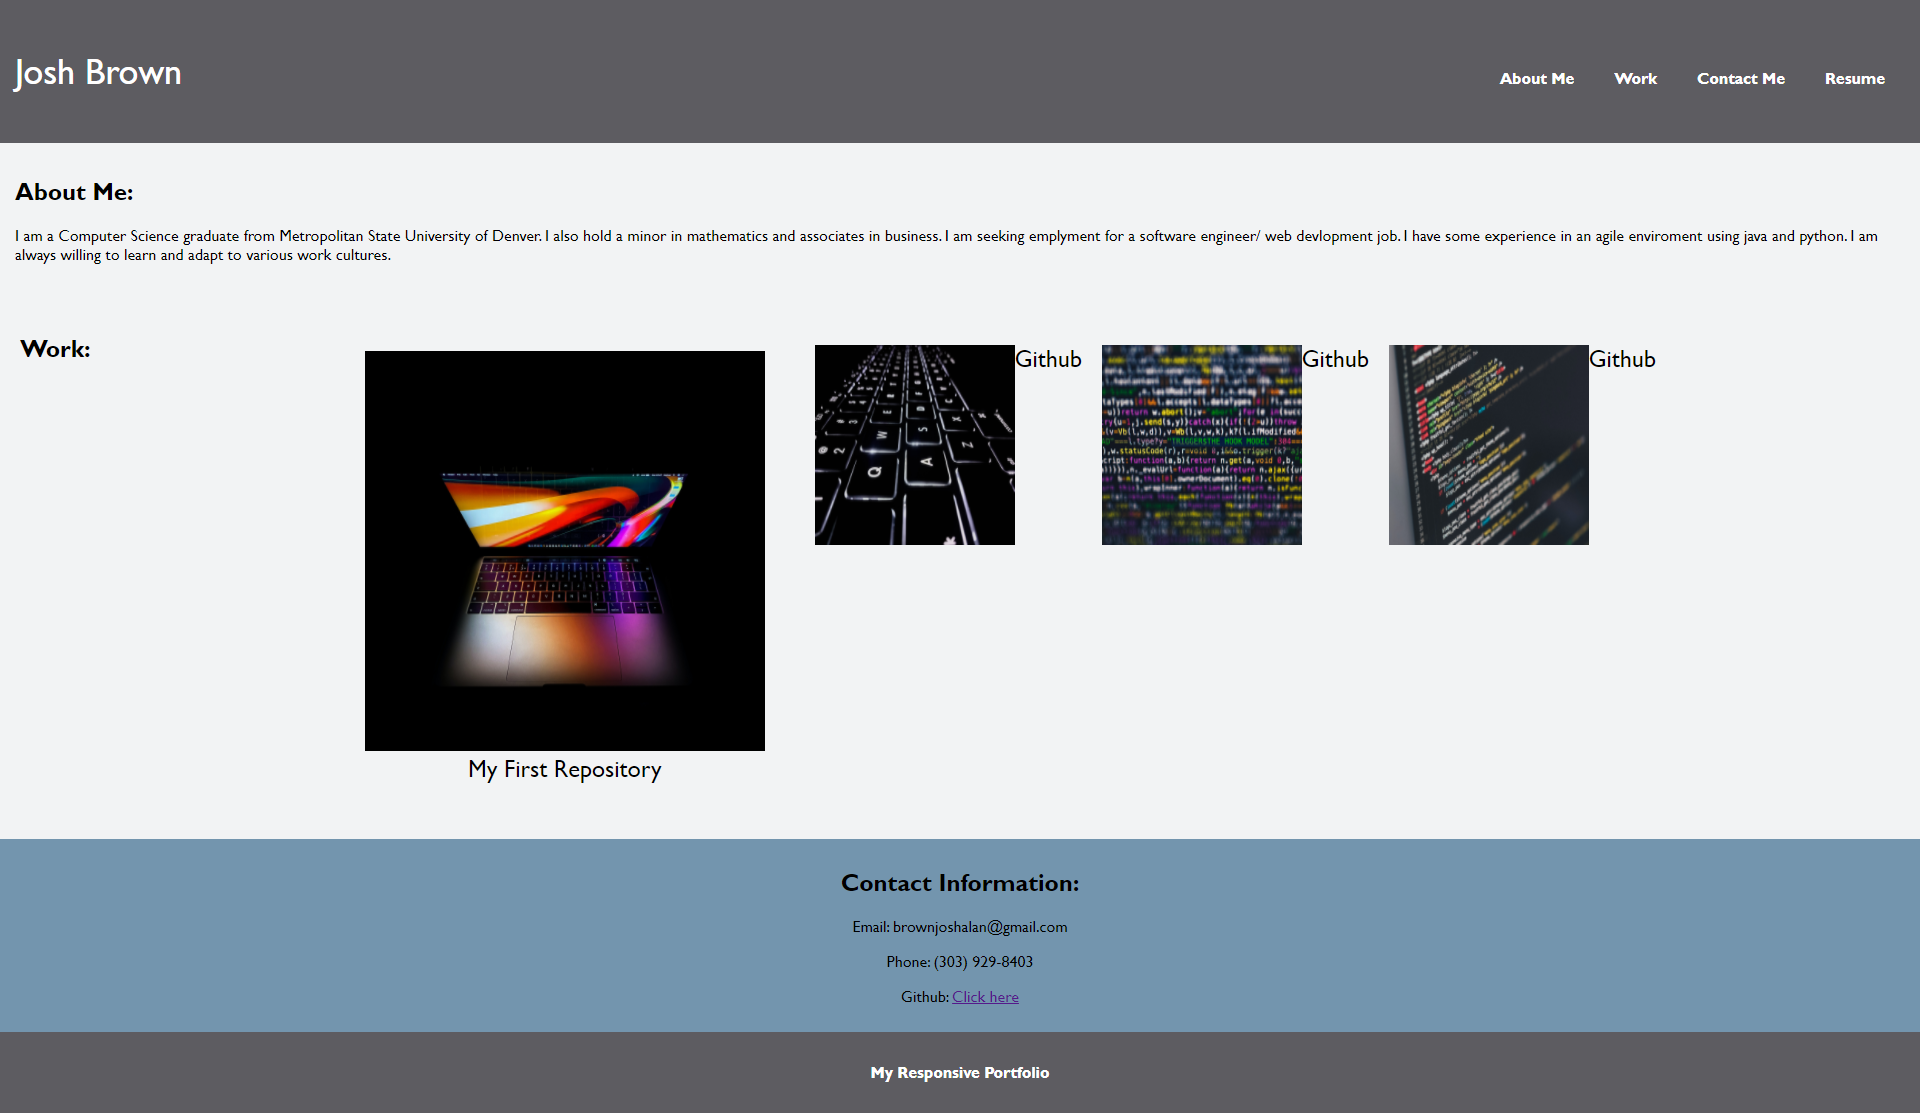 Josh Brown
About Me Work Contact Me Resume
About Me:
I am a Computer Science graduate from Metropolitan State University of Denver. I also hold a minor in mathematics and associates in business. I am seeking emplyment for a software engineer/ web devlopment job. I have some experience in an agile enviroment using java and python. I am
always willing to learn and adapt to various work cultures.
Work:
Github
Github
Github
My First Repository
Contact Information:
Email: brownjoshalan@gmail.com
Phone: (303) 929-8403
Github: Click here
My Responsive Portfolio